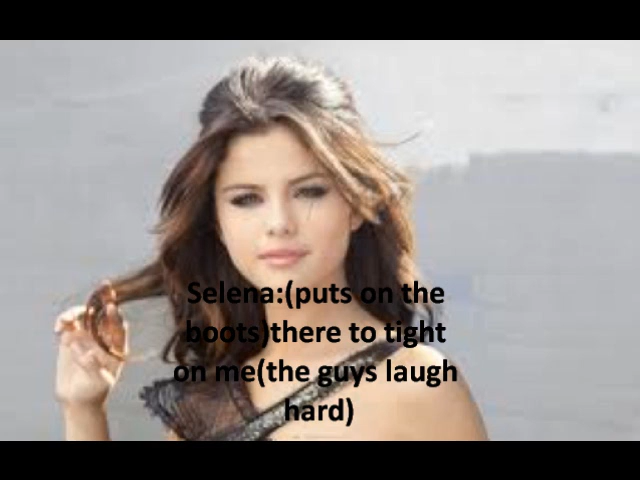 Selena:(puts on the
boots)there to tight
on me(the guys laugh
hard)